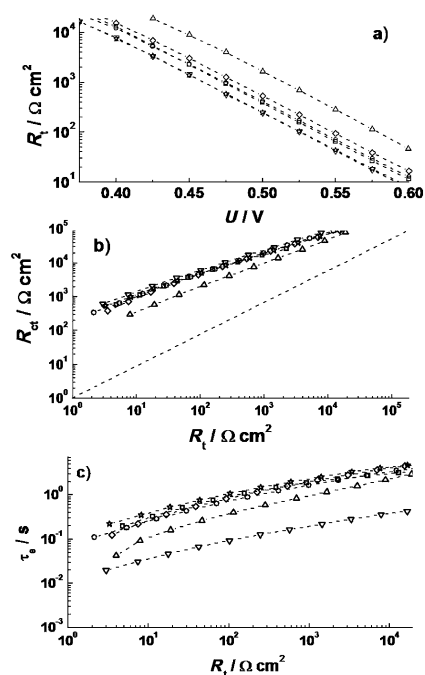 10⁴
a)
10³
10²
10¹
R_t / Ω cm²
0.40 0.45 0.50 0.55 0.60
U / V
10⁵
b)
10⁴
10³
10²
10¹
10⁰
R_ct / Ω cm²
10⁰ 10¹ 10² 10³ 10⁴ 10⁵
R_t / Ω cm²
c)
10⁰
10⁻¹
10⁻²
10⁻³
τ_s / s
10⁰ 10¹ 10² 10³ 10⁴
R_t / Ω cm²